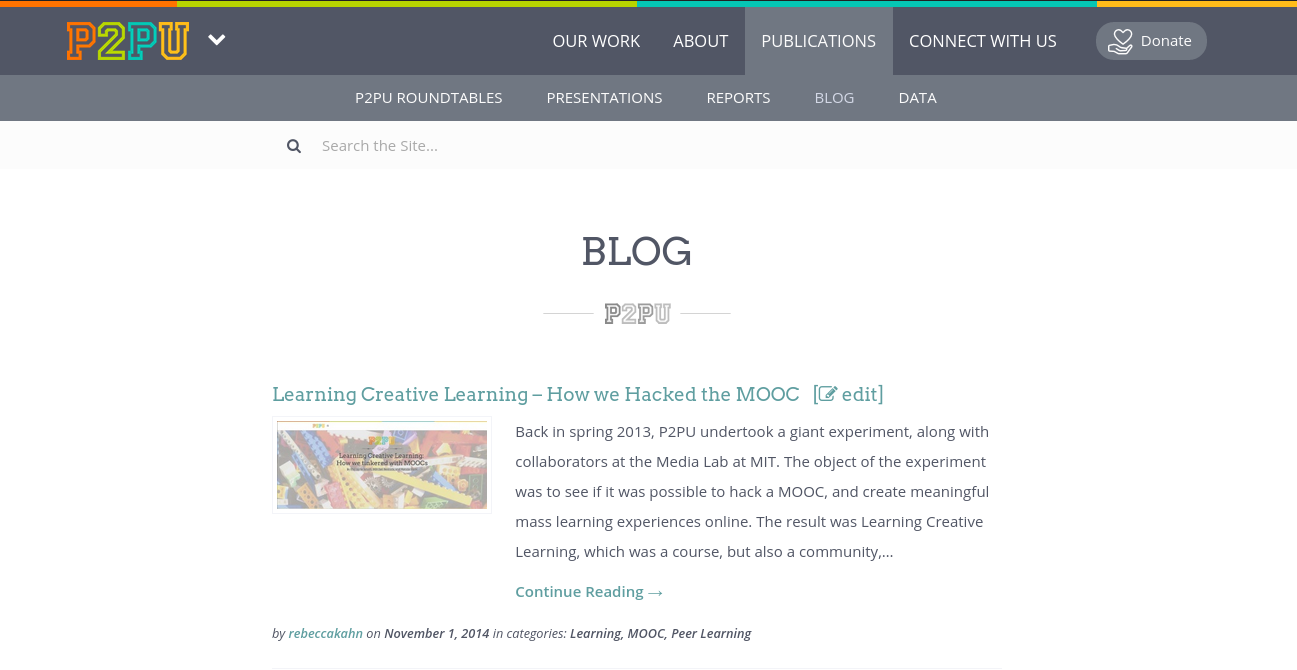 P2PU
OUR WORK
ABOUT
PUBLICATIONS
CONNECT WITH US
Donate
P2PU ROUNDTABLES
PRESENTATIONS
REPORTS
BLOG
DATA
Search the Site...
BLOG
P2PU
Learning Creative Learning – How we Hacked the MOOC [edit]
Learning Creative Learning:
How we tinkered with MOOCs
Back in spring 2013, P2PU undertook a giant experiment, along with
collaborators at the Media Lab at MIT. The object of the experiment
was to see if it was possible to hack a MOOC, and create meaningful
mass learning experiences online. The result was Learning Creative
Learning, which was a course, but also a community,...
Continue Reading →
by rebeccakahn on November 1, 2014 in categories: Learning, MOOC, Peer Learning